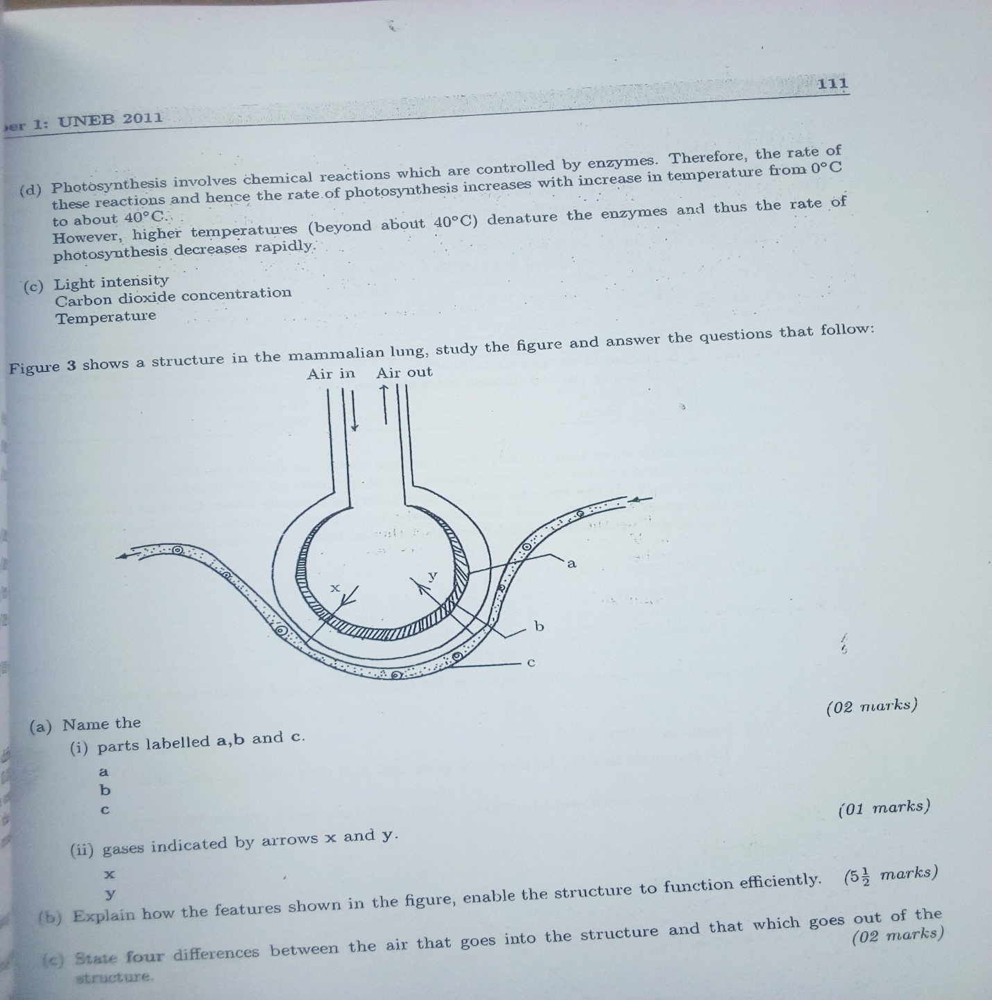 111
er 1: UNEB 2011
(d) Photosynthesis involves chemical reactions which are controlled by enzymes. Therefore, the rate of
these reactions and hence the rate of photosynthesis increases with increase in temperature from 0°C
to about 40°C.
However, higher temperatures (beyond about 40°C) denature the enzymes and thus the rate of
photosynthesis decreases rapidly.
(c) Light intensity
Carbon dioxide concentration
Temperature
Figure 3 shows a structure in the mammalian lung, study the figure and answer the questions that follow:
Air in Air out
a
y
x
b
c
(a) Name the (02 marks)
(i) parts labelled a,b and c.
a
b
c
(01 marks)
(ii) gases indicated by arrows x and y.
x
y
(b) Explain how the features shown in the figure, enable the structure to function efficiently. (5½ marks)
(c) State four differences between the air that goes into the structure and that which goes out of the
structure. (02 marks)